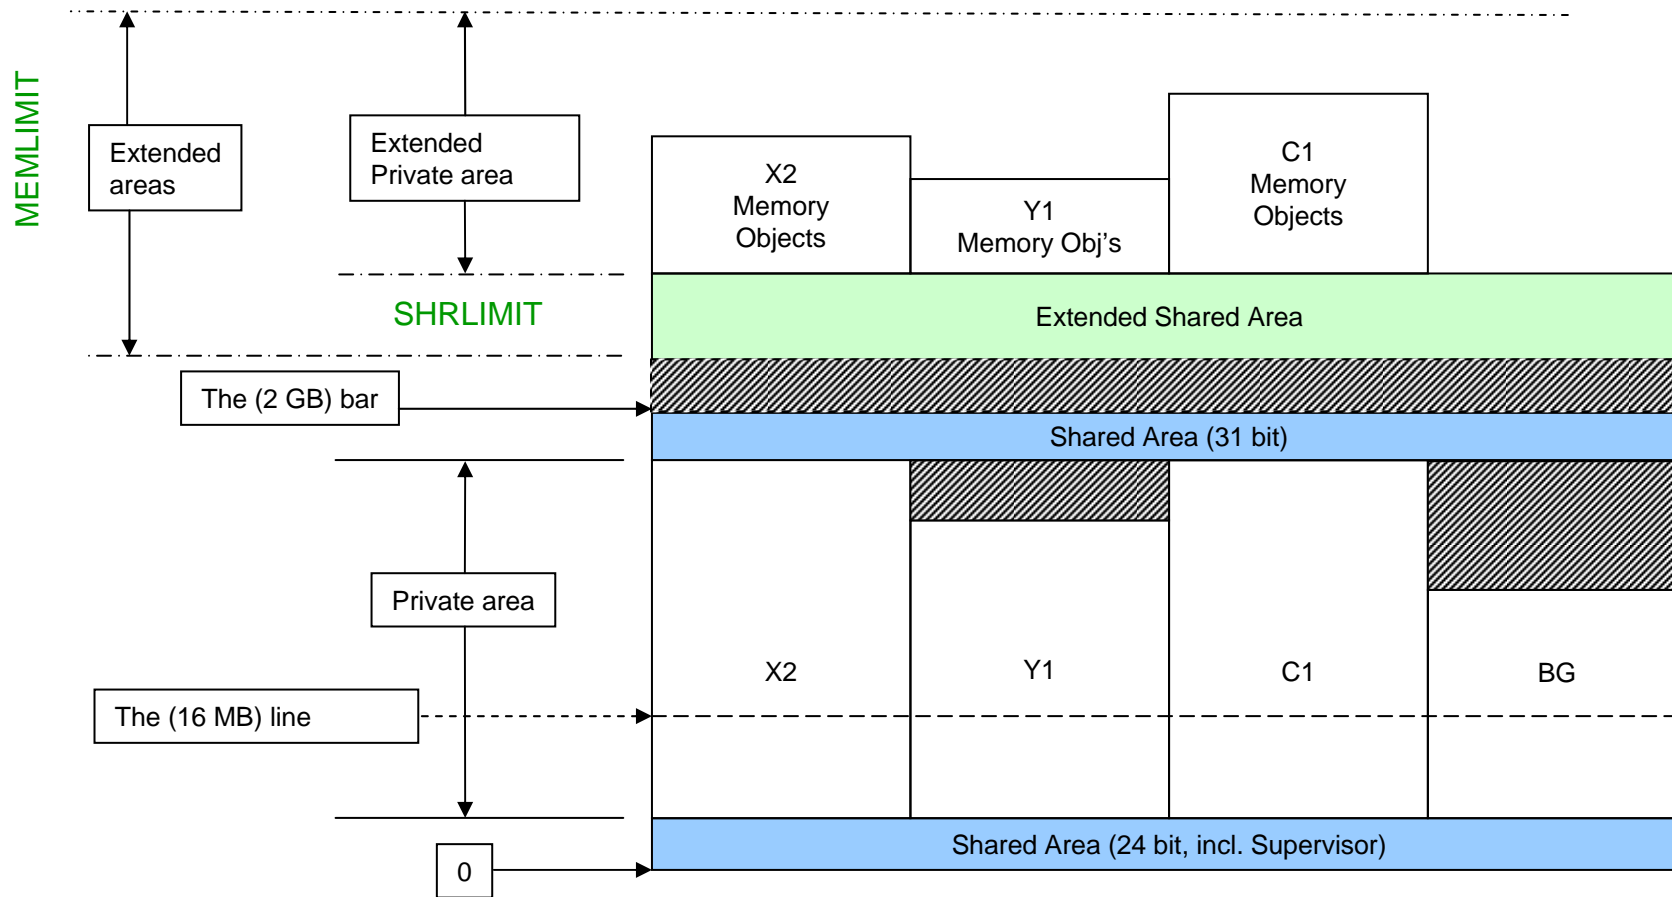 MEMLIMIT
Extended
areas
Extended
Private area
X2
Memory
Objects
Y1
Memory Obj’s
C1
Memory
Objects
SHRLIMIT
Extended Shared Area
The (2 GB) bar
Shared Area (31 bit)
Private area
X2
Y1
C1
BG
The (16 MB) line
Shared Area (24 bit, incl. Supervisor)
0